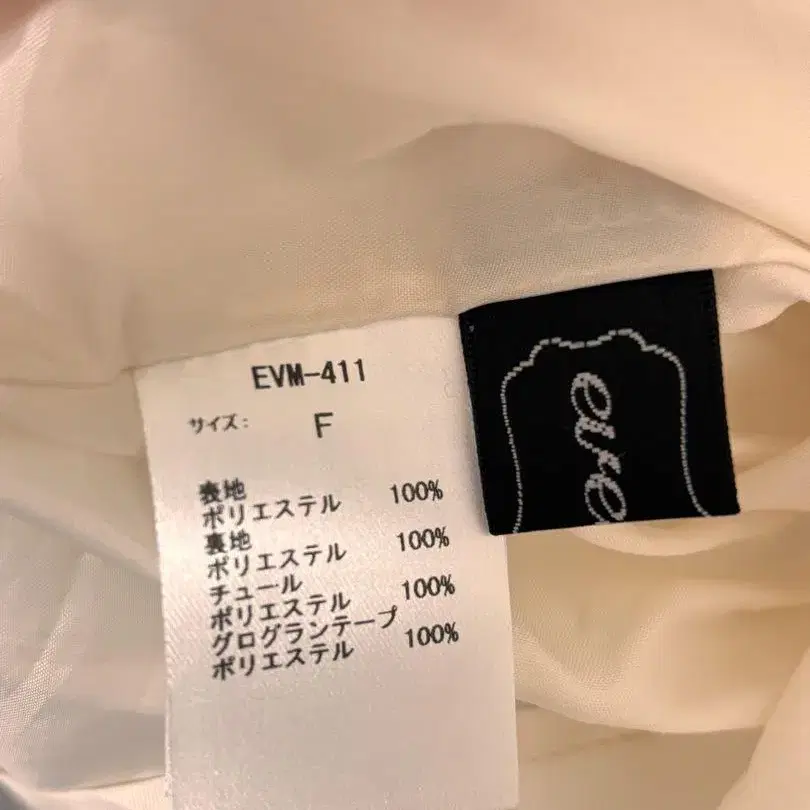 EVM-411
サイズ: F
表地
ポリエステル 100%
裏地
ポリエステル 100%
チュール
ポリエステル 100%
グログランテープ
ポリエステル 100%